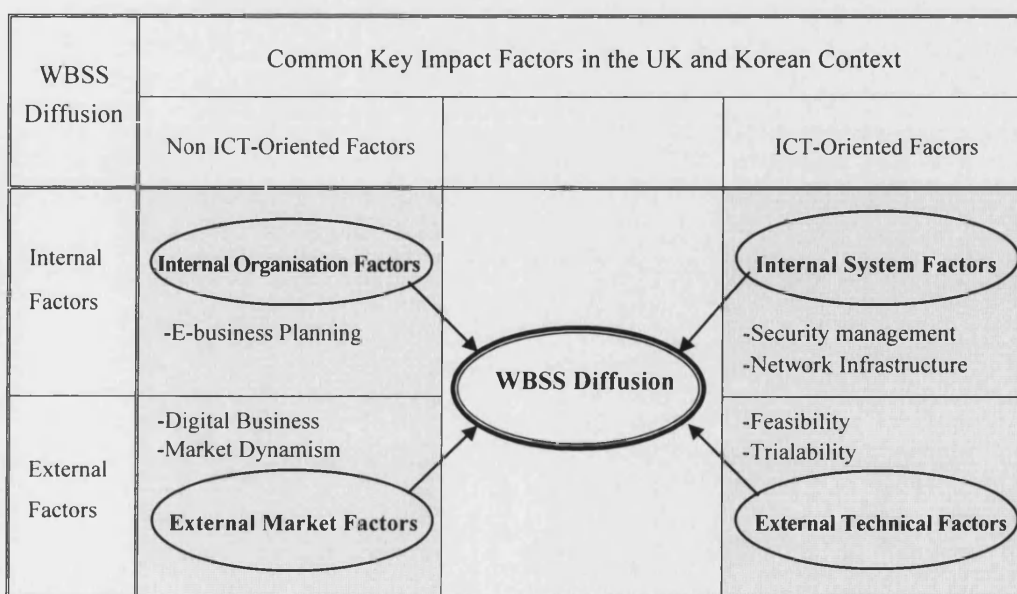 WBSS
Diffusion
Common Key Impact Factors in the UK and Korean Context
Non ICT-Oriented Factors
ICT-Oriented Factors
Internal
Factors
Internal Organisation Factors
-E-business Planning
Internal System Factors
-Security management
-Network Infrastructure
WBSS Diffusion
External
Factors
-Digital Business
-Market Dynamism
External Market Factors
-Feasibility
-Trialability
External Technical Factors